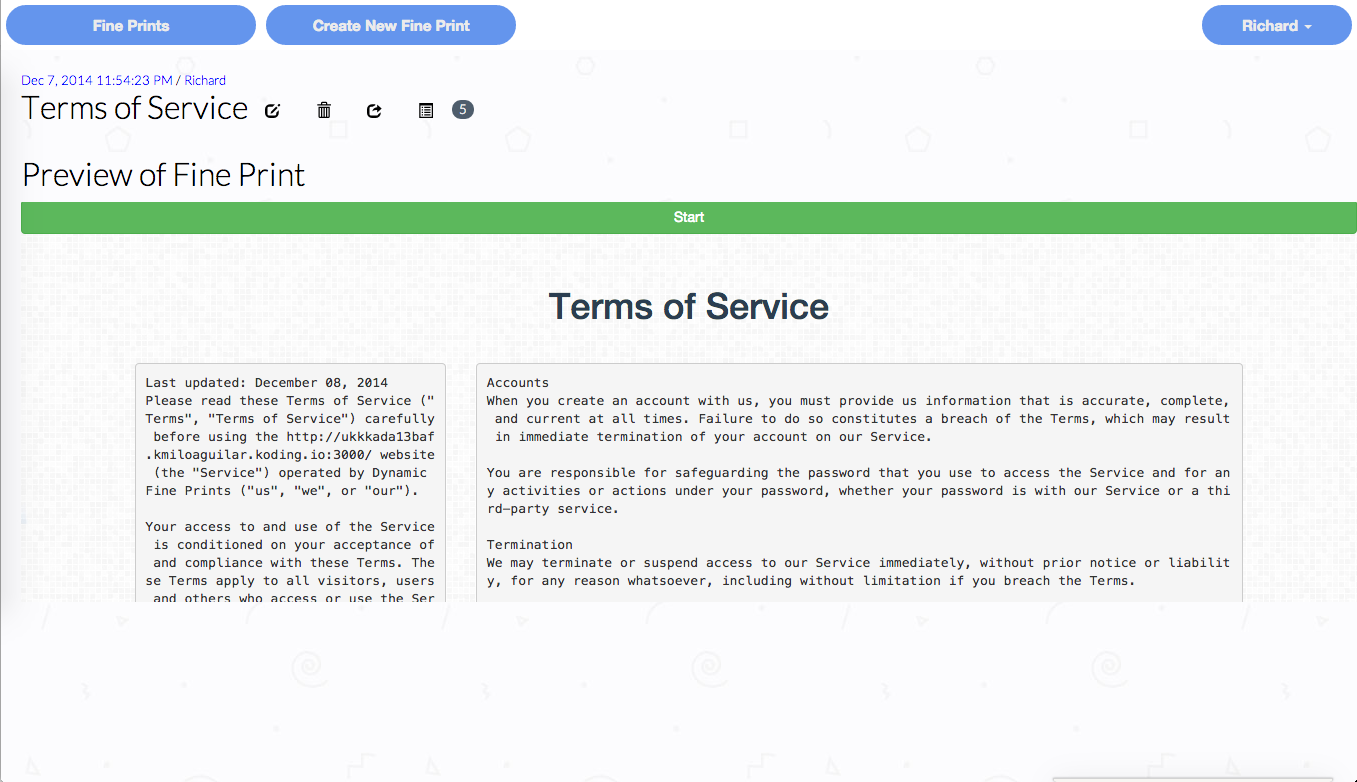 Fine Prints
Create New Fine Print
Richard
Dec 7, 2014 11:54:23 PM / Richard
Terms of Service
5
Preview of Fine Print
Start
Terms of Service
Last updated: December 08, 2014
Please read these Terms of Service ("
Terms", "Terms of Service") carefully
before using the http://ukkkada13baf
.kmiloaguilar.koding.io:3000/ website
(the "Service") operated by Dynamic
Fine Prints ("us", "we", or "our").
Your access to and use of the Service
is conditioned on your acceptance of
and compliance with these Terms. The
se Terms apply to all visitors, users
and others who access or use the Ser
Accounts
When you create an account with us, you must provide us information that is accurate, complete,
and current at all times. Failure to do so constitutes a breach of the Terms, which may result
in immediate termination of your account on our Service.
You are responsible for safeguarding the password that you use to access the Service and for an
y activities or actions under your password, whether your password is with our Service or a thi
rd-party service.
Termination
We may terminate or suspend access to our Service immediately, without prior notice or liabilit
y, for any reason whatsoever, including without limitation if you breach the Terms.